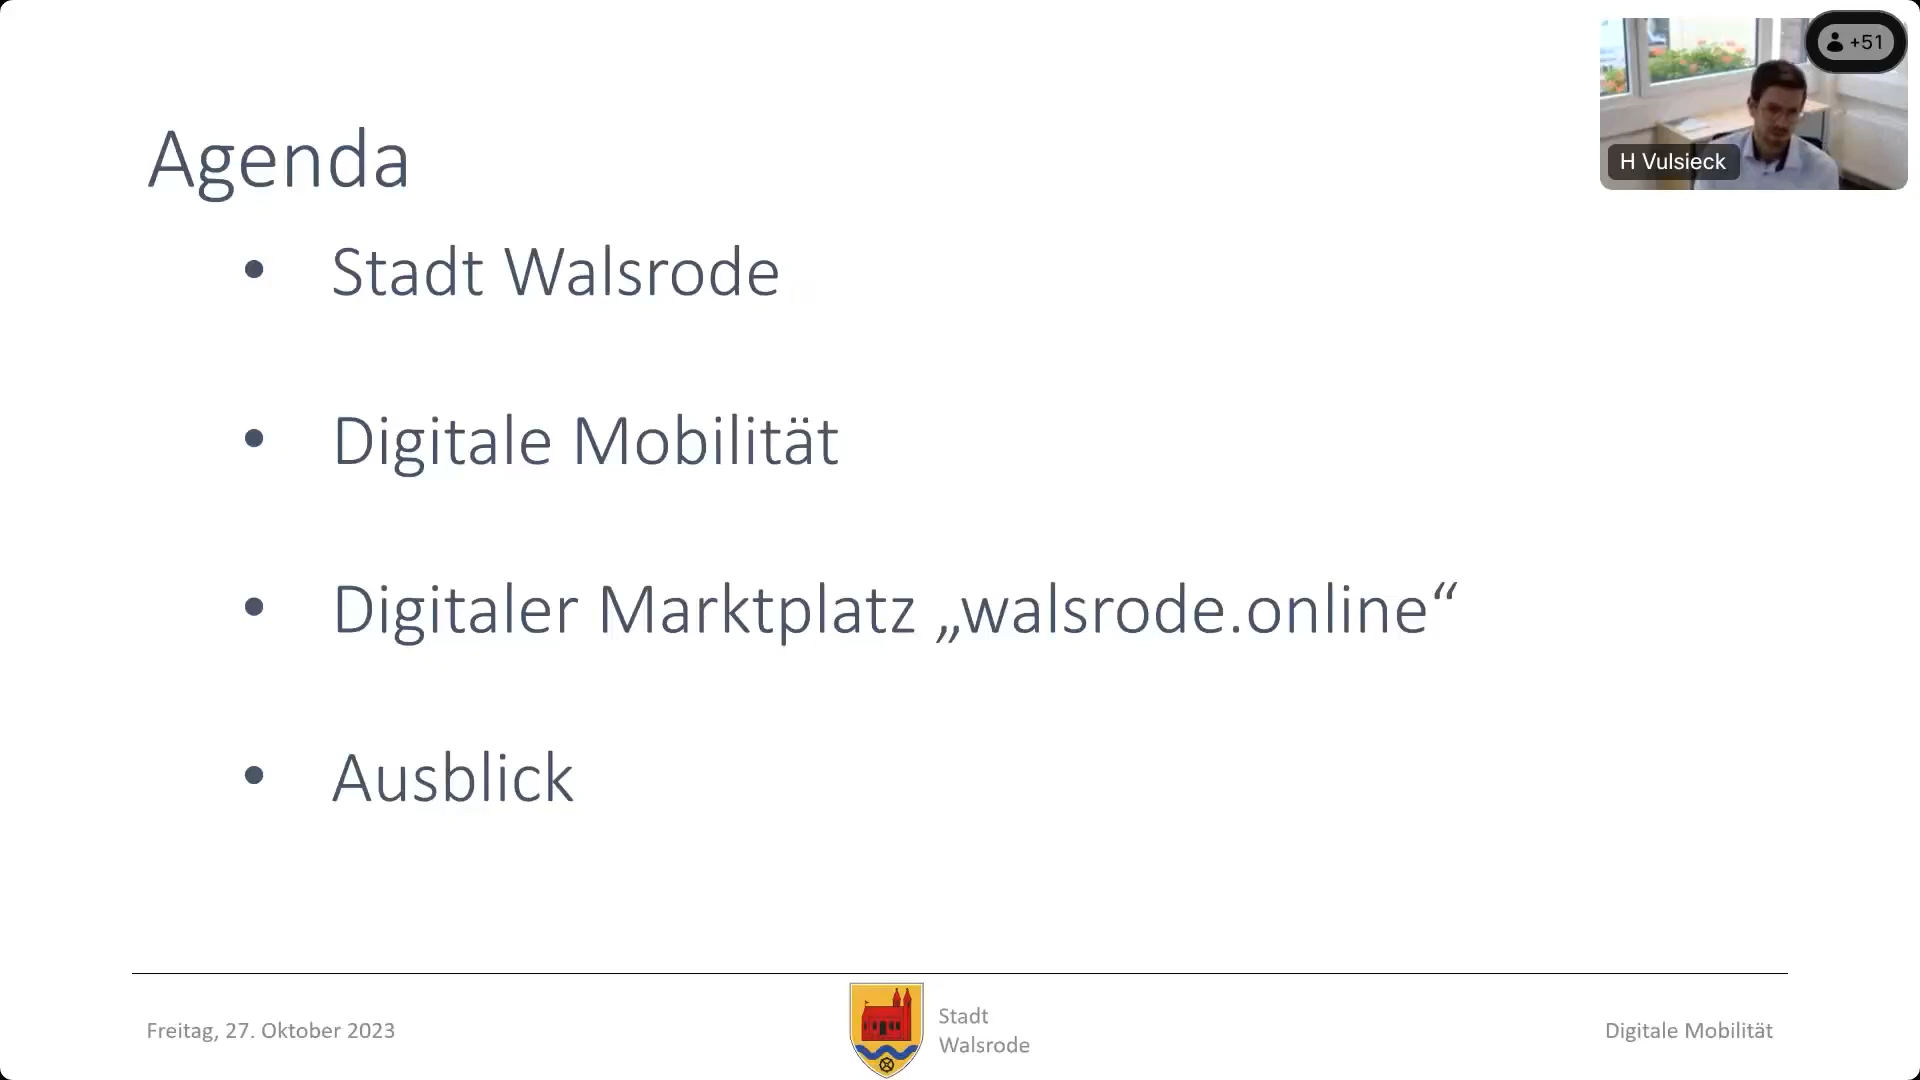 +51
H Vulsieck
Agenda
• Stadt Walsrode
• Digitale Mobilität
• Digitaler Marktplatz „walsrode.online“
• Ausblick
Freitag, 27. Oktober 2023
Stadt
Walsrode
Digitale Mobilität